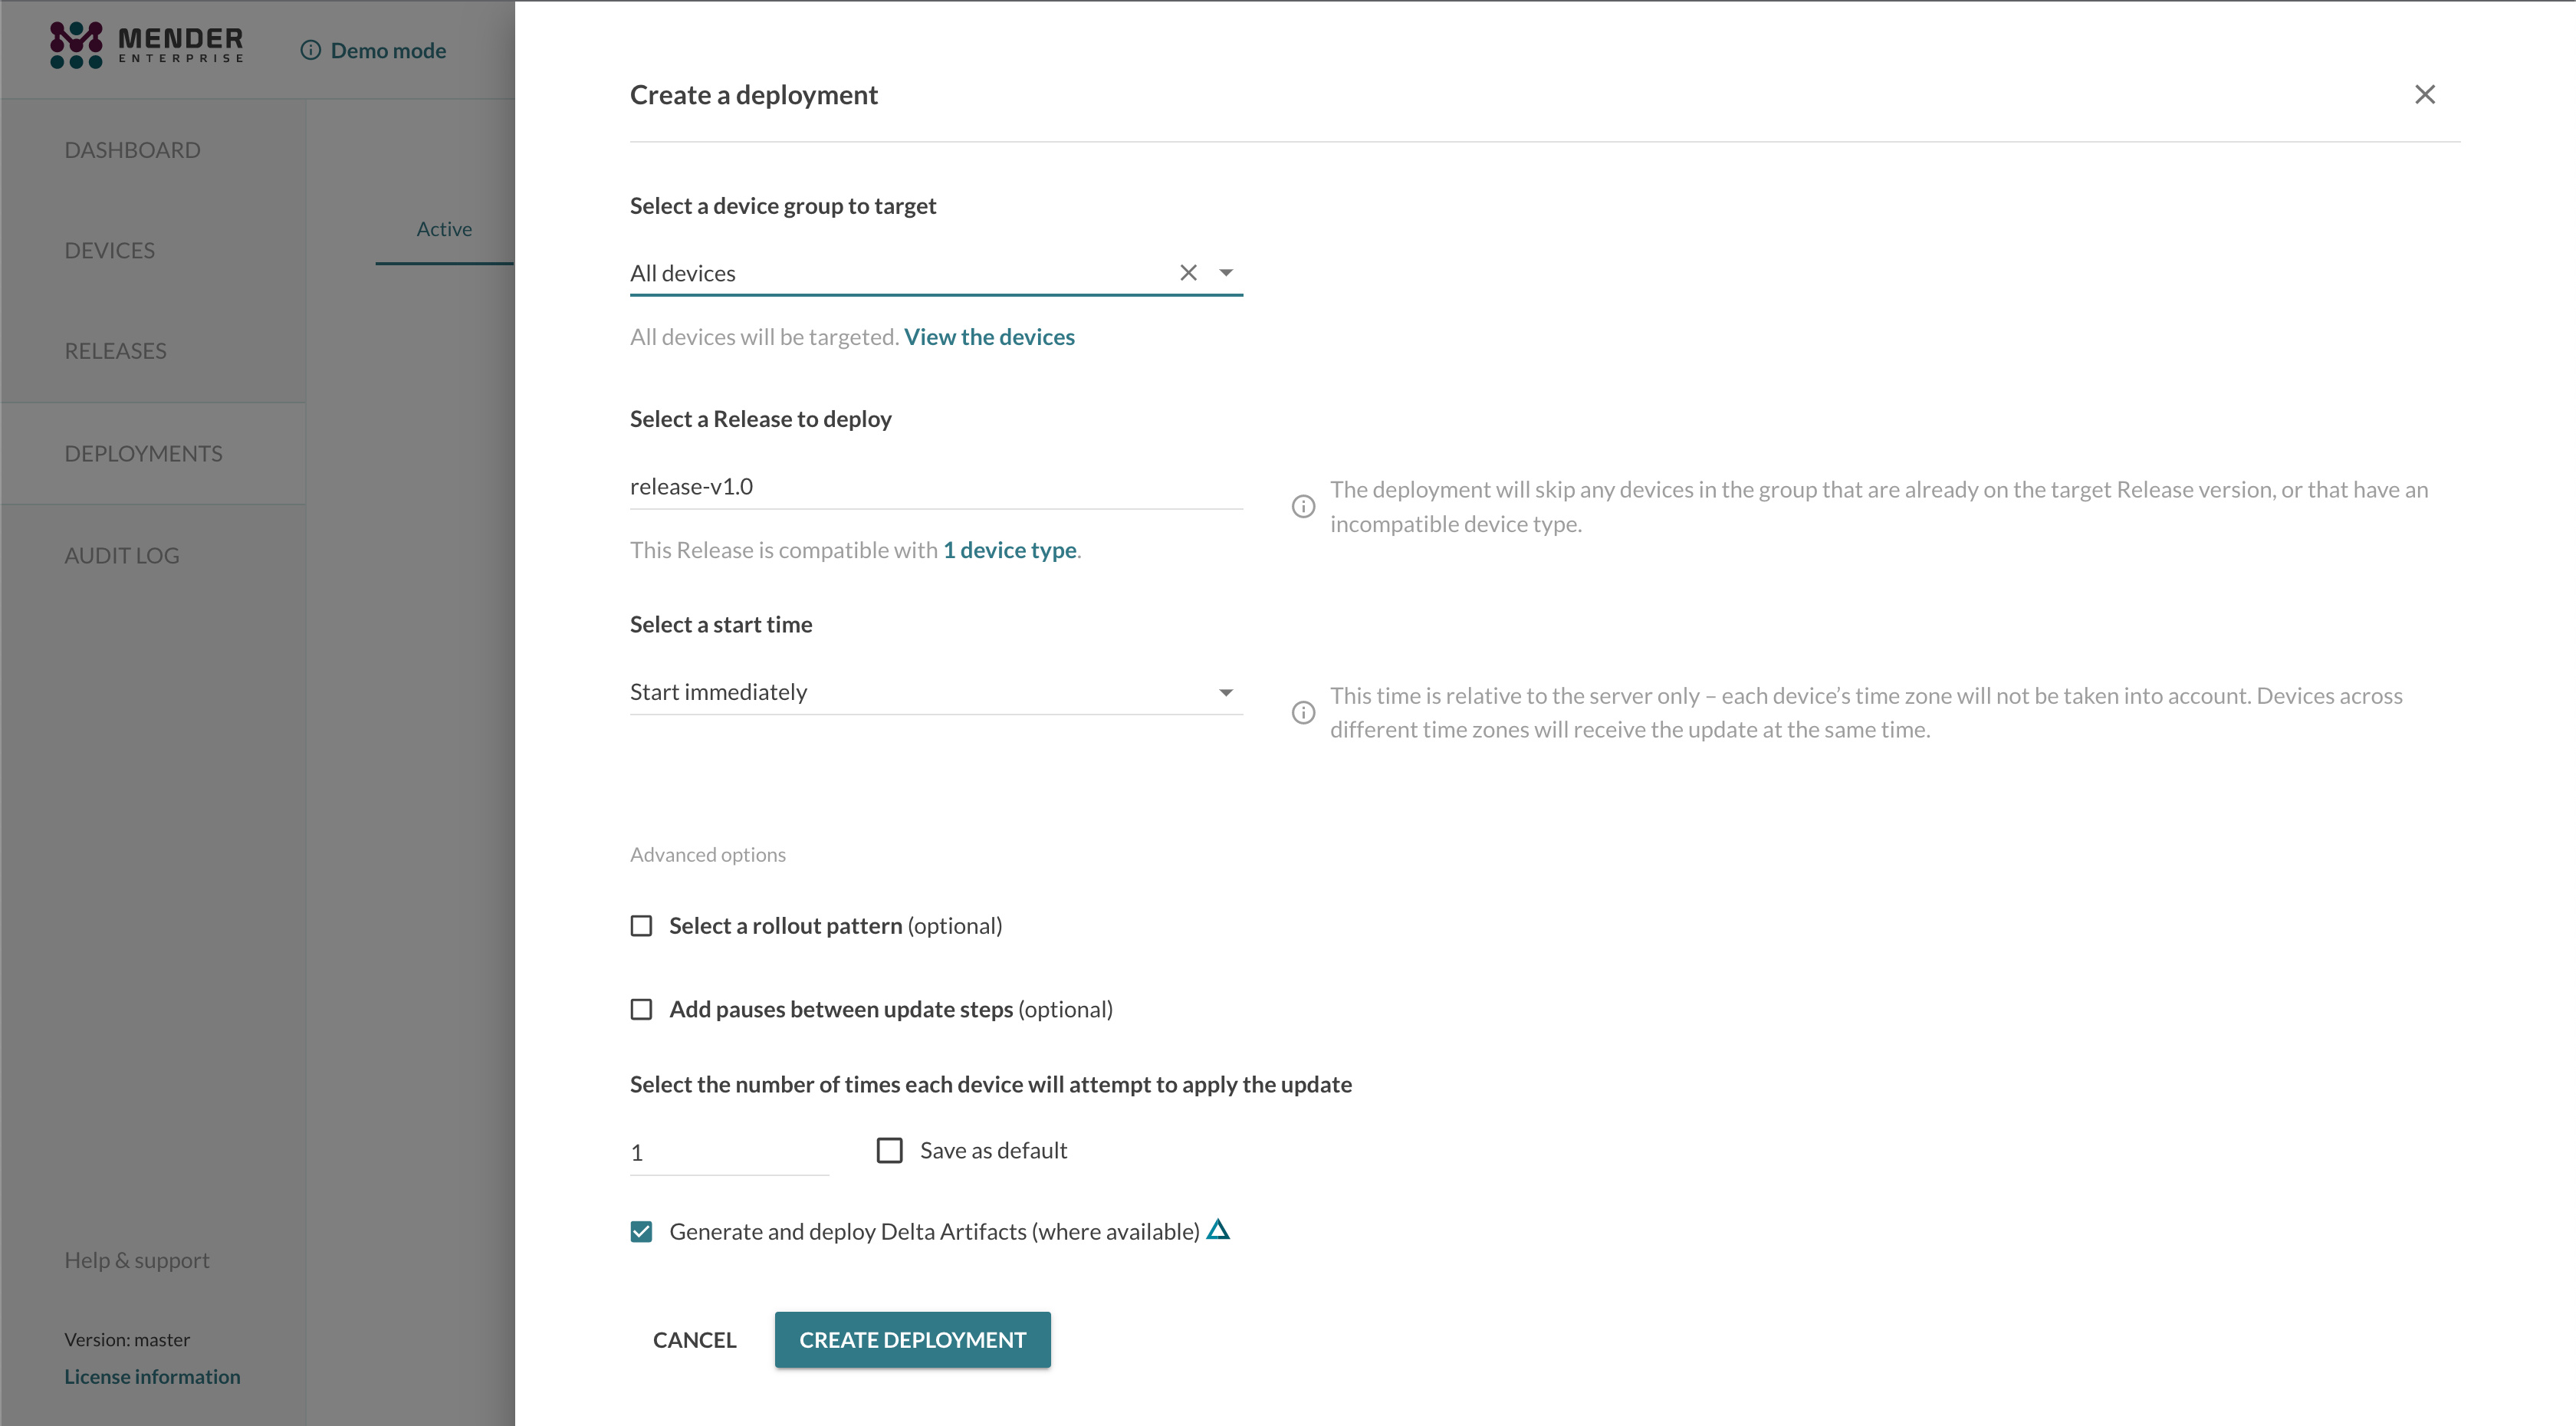 MENDER
ENTERPRISE
Demo mode
DASHBOARD
DEVICES
RELEASES
DEPLOYMENTS
AUDIT LOG
Help & support
Version: master
License information
Active
Create a deployment
Select a device group to target
All devices
All devices will be targeted. View the devices
Select a Release to deploy
release-v1.0
This Release is compatible with 1 device type.
The deployment will skip any devices in the group that are already on the target Release version, or that have an
incompatible device type.
Select a start time
Start immediately
This time is relative to the server only – each device’s time zone will not be taken into account. Devices across
different time zones will receive the update at the same time.
Advanced options
Select a rollout pattern (optional)
Add pauses between update steps (optional)
Select the number of times each device will attempt to apply the update
1
Save as default
Generate and deploy Delta Artifacts (where available)
CANCEL
CREATE DEPLOYMENT